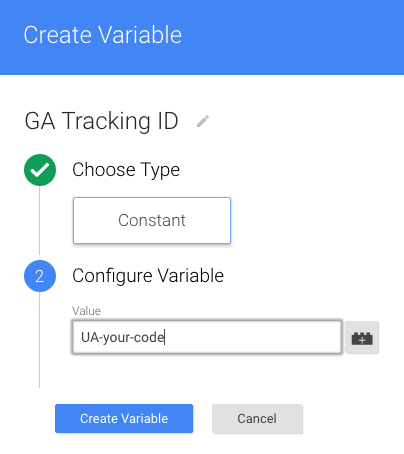 Create Variable
GA Tracking ID
Choose Type
Constant
2 Configure Variable
Value
UA-your-code
Create Variable Cancel